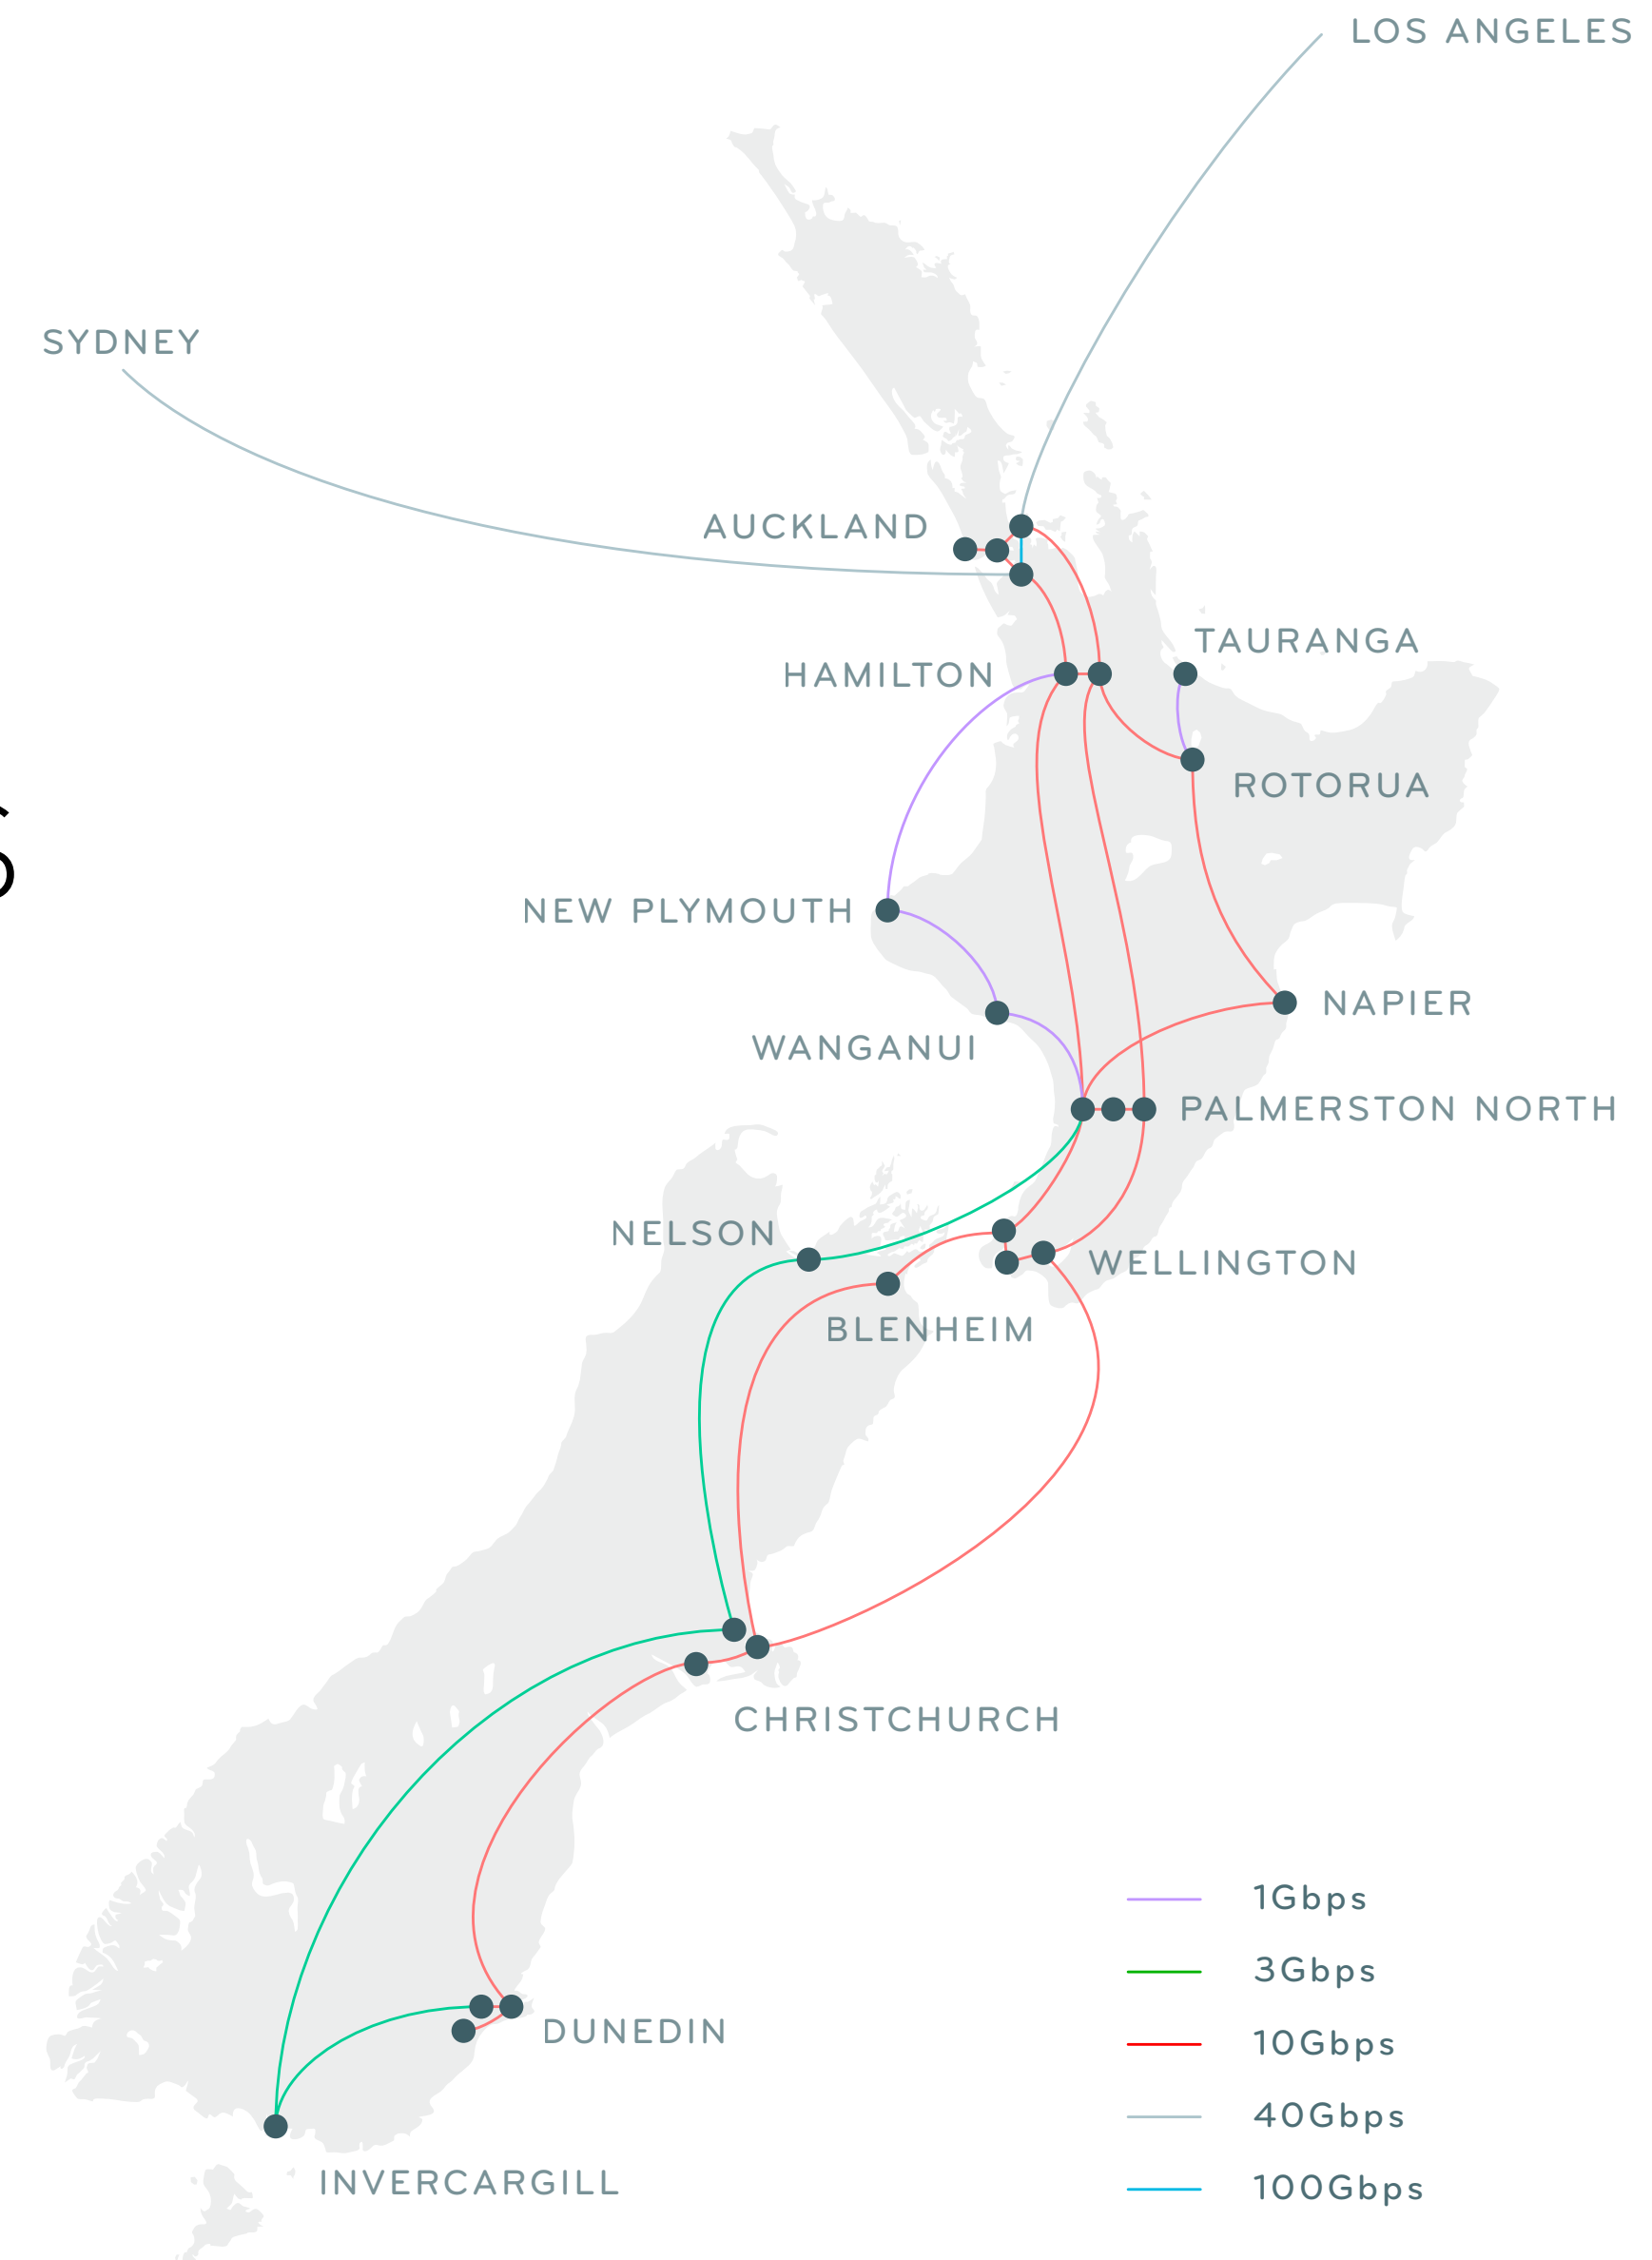 LOS ANGELES
SYDNEY
AUCKLAND
TAURANGA
HAMILTON
ROTORUA
NEW PLYMOUTH
NAPIER
WANGANUI
PALMERSTON NORTH
NELSON
WELLINGTON
BLENHEIM
CHRISTCHURCH
DUNEDIN
INVERCARGILL
1Gbps
3Gbps
10Gbps
40Gbps
100Gbps